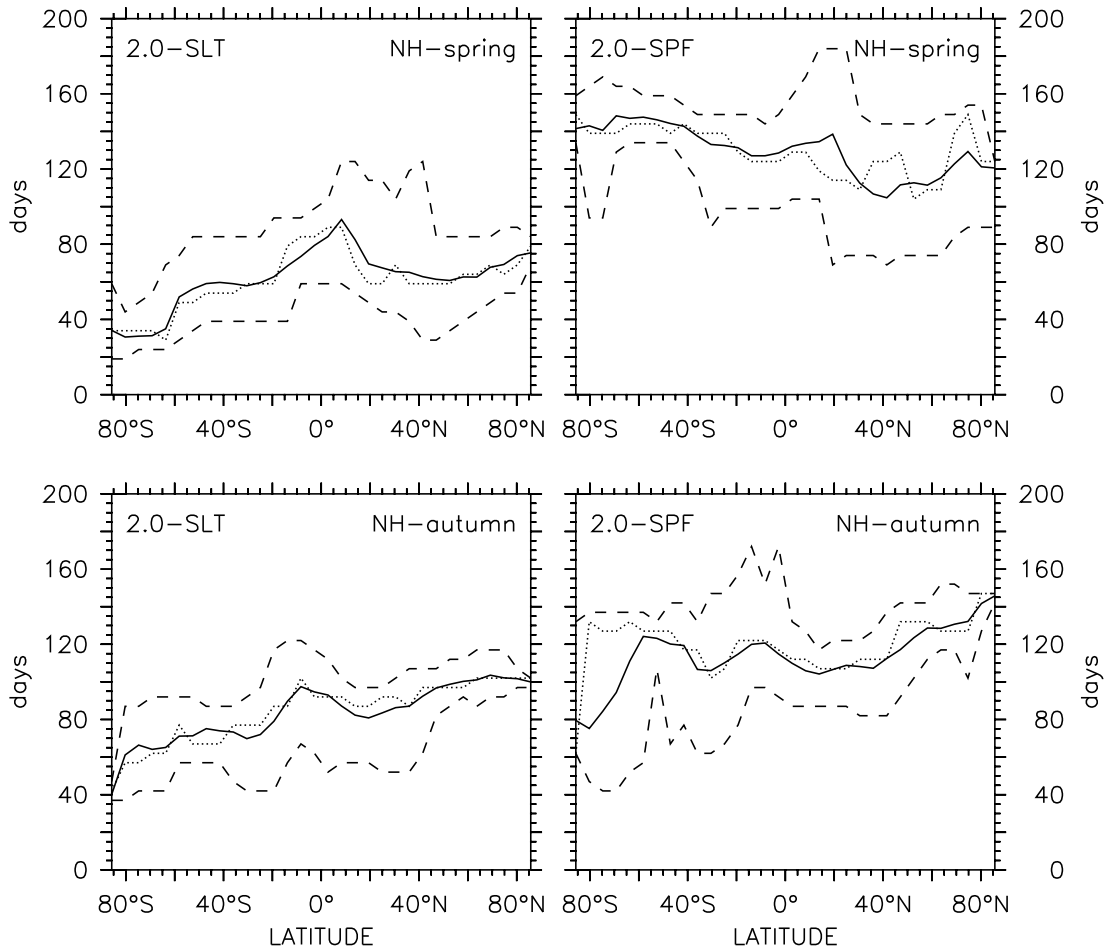 200 200
2.0−SLT NH−spring 2.0−SPF NH−spring
160 160
120 120
days days
80 80
40 40
0 0
80°S 40°S 0° 40°N 80°N 80°S 40°S 0° 40°N 80°N
200 200
2.0−SLT NH−autumn 2.0−SPF NH−autumn
160 160
120 120
days days
80 80
40 40
0 0
80°S 40°S 0° 40°N 80°N 80°S 40°S 0° 40°N 80°N
LATITUDE LATITUDE